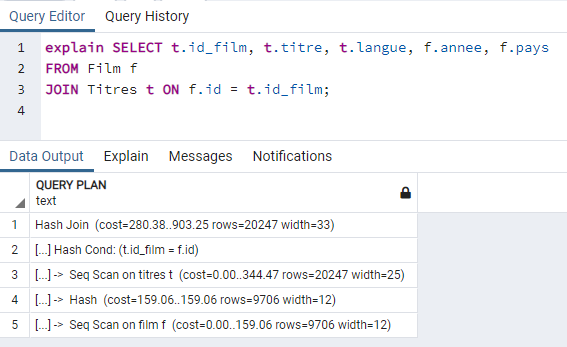 Query Editor Query History
1 explain SELECT t.id_film, t.titre, t.langue, f.annee, f.pays
2 FROM Film f
3 JOIN Titres t ON f.id = t.id_film;
4
Data Output Explain Messages Notifications
QUERY PLAN
text
1 Hash Join (cost=280.38..903.25 rows=20247 width=33)
2 [...] Hash Cond: (t.id_film = f.id)
3 [...] -> Seq Scan on titres t (cost=0.00..344.47 rows=20247 width=25)
4 [...] -> Hash (cost=159.06..159.06 rows=9706 width=12)
5 [...] -> Seq Scan on film f (cost=0.00..159.06 rows=9706 width=12)